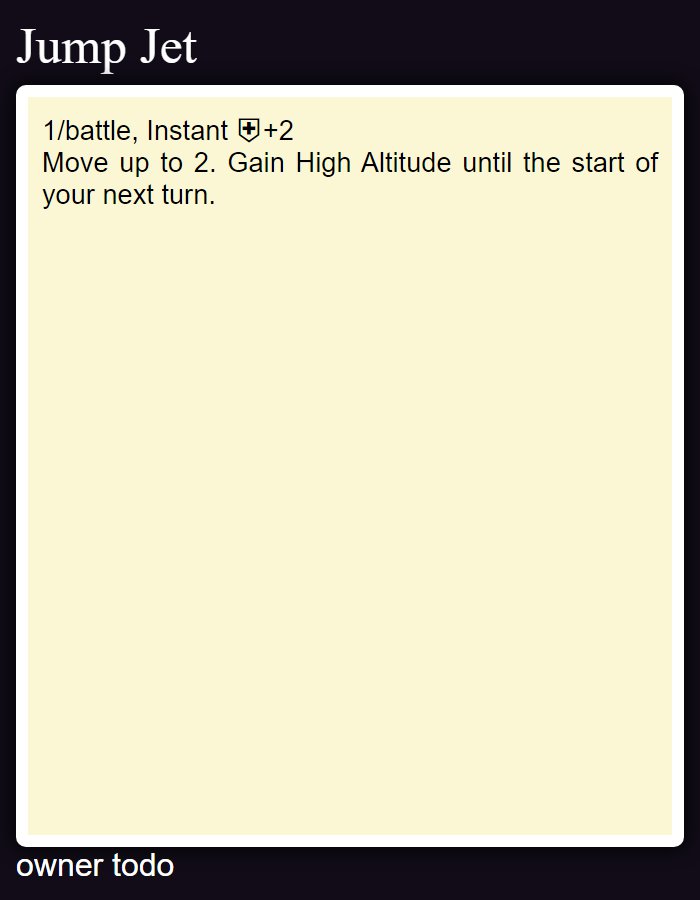 Jump Jet
1/battle, Instant ⛨+2
Move up to 2. Gain High Altitude until the start of
your next turn.
owner todo